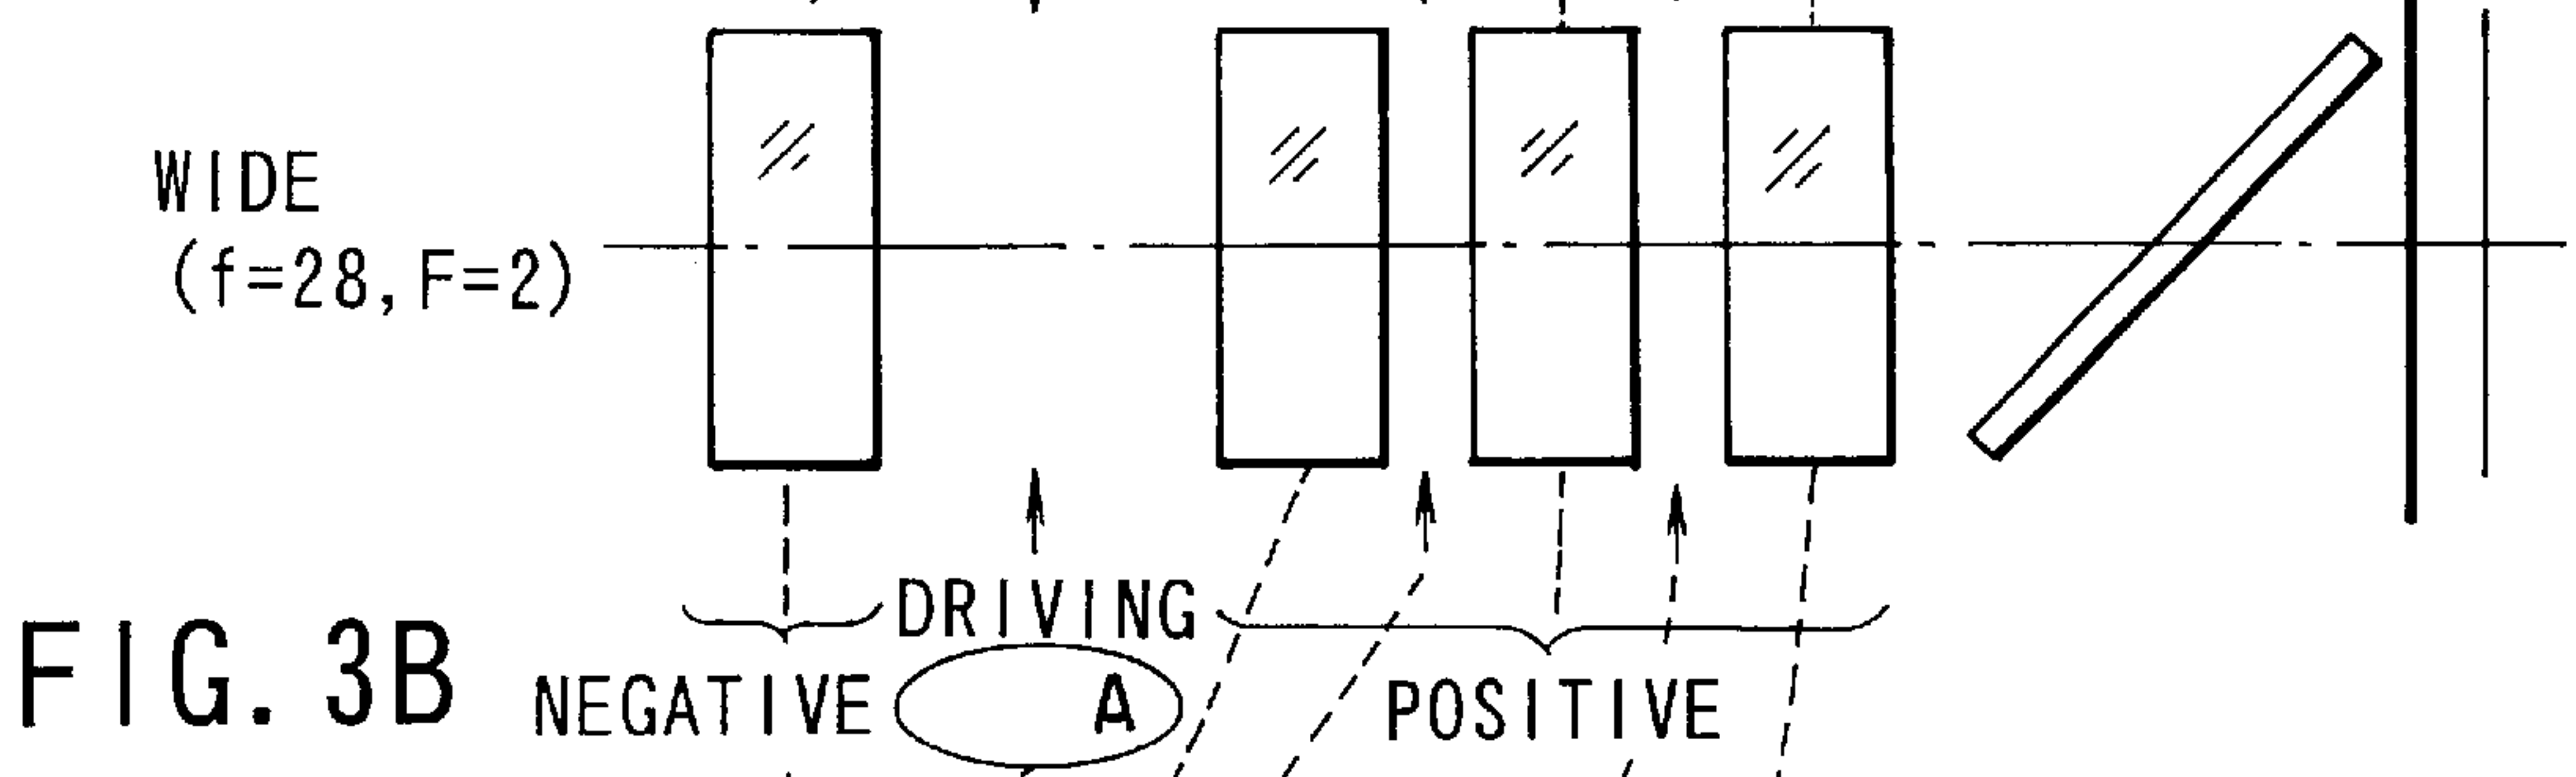 WIDE
(f=28, F=2)
DRIVING
FIG. 3B
NEGATIVE
A
POSITIVE